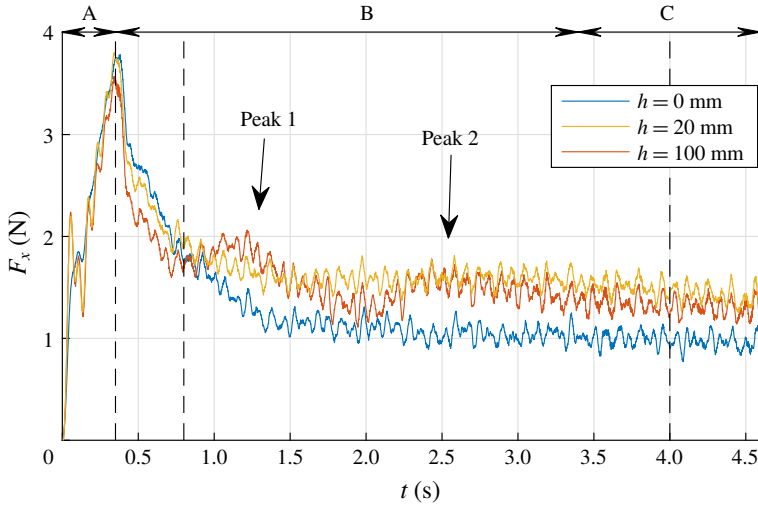 A B C
4
3
2
1
0
Peak 1
Peak 2
h = 0 mm
h = 20 mm
h = 100 mm
F_x (N)
0.5 1.0 1.5 2.0 2.5 3.0 3.5 4.0 4.5
t (s)